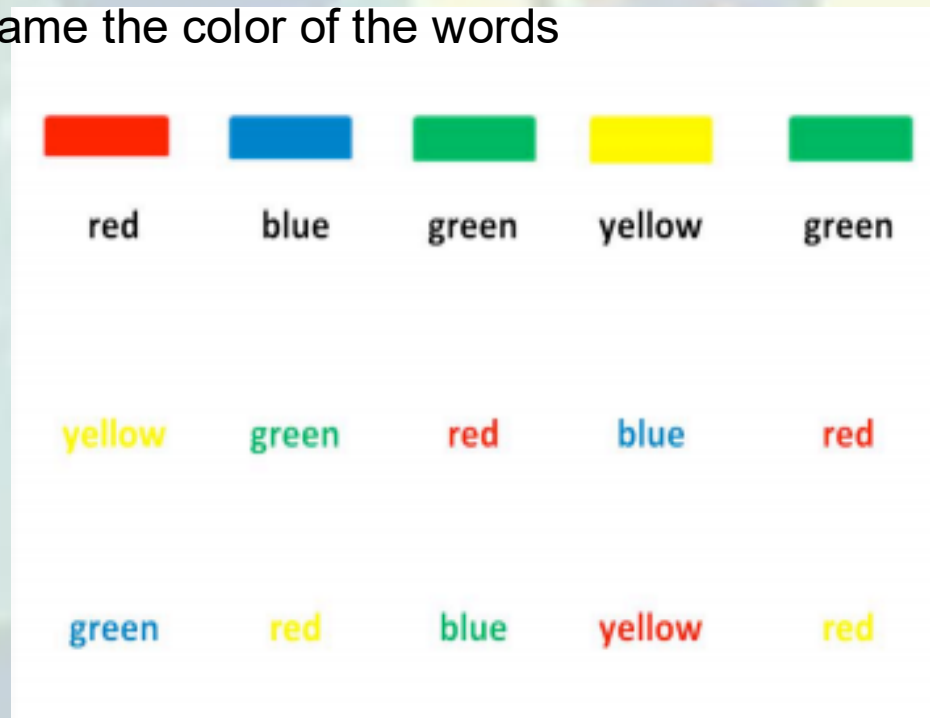 ame the color of the words
red blue green yellow green
yellow green red blue red
green red blue yellow red